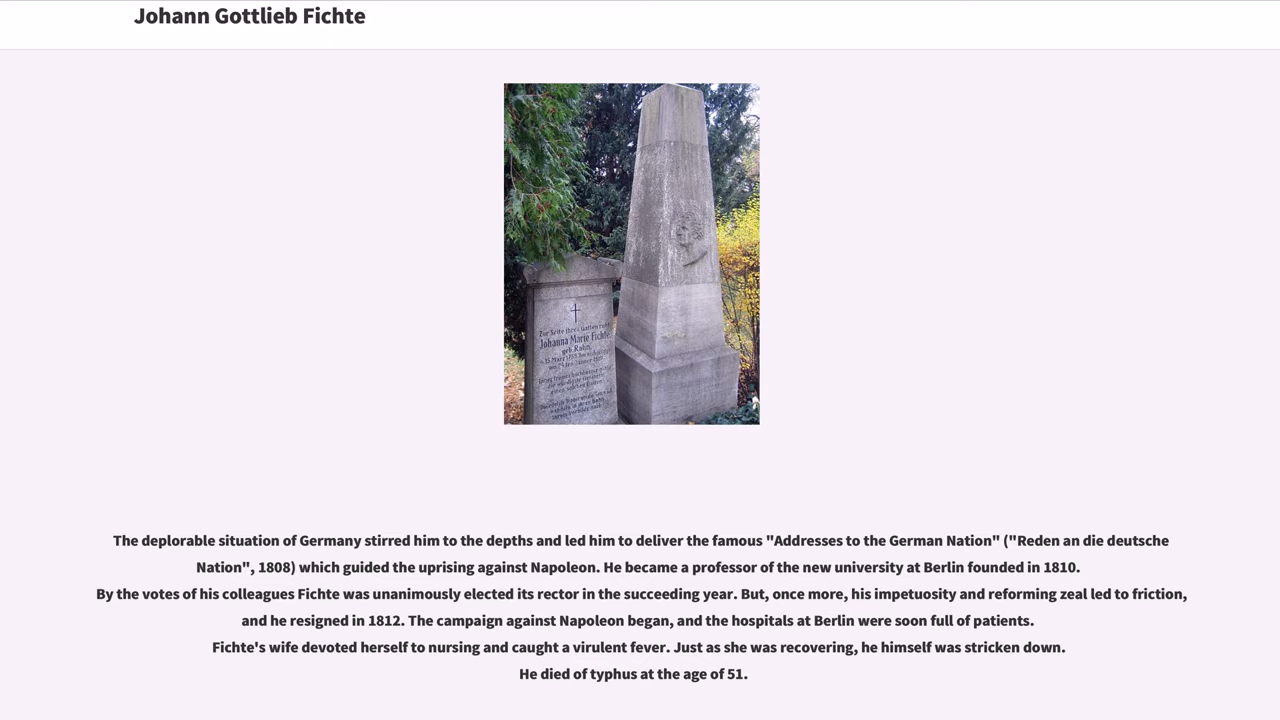 Johann Gottlieb Fichte
Zur Seite ihres Gatten ruht
Johanna Marie Fichte
geb. Rahn.
The deplorable situation of Germany stirred him to the depths and led him to deliver the famous "Addresses to the German Nation" ("Reden an die deutsche
Nation", 1808) which guided the uprising against Napoleon. He became a professor of the new university at Berlin founded in 1810.
By the votes of his colleagues Fichte was unanimously elected its rector in the succeeding year. But, once more, his impetuosity and reforming zeal led to friction,
and he resigned in 1812. The campaign against Napoleon began, and the hospitals at Berlin were soon full of patients.
Fichte's wife devoted herself to nursing and caught a virulent fever. Just as she was recovering, he himself was stricken down.
He died of typhus at the age of 51.